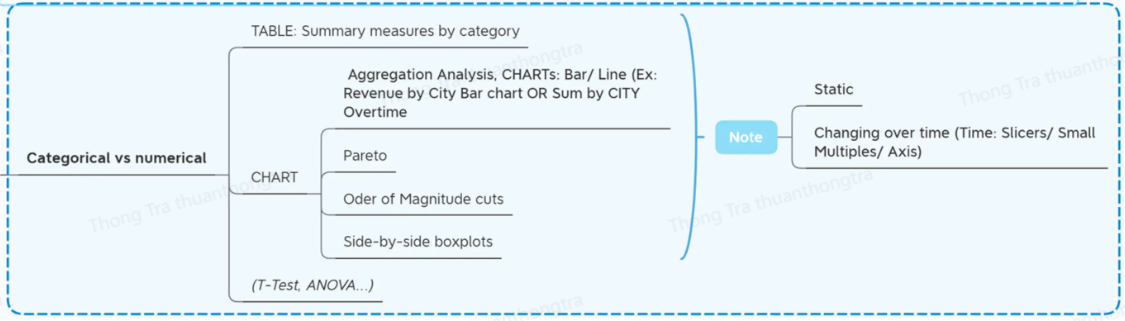 TABLE: Summary measures by category
Aggregation Analysis, CHARTs: Bar/ Line (Ex:
Revenue by City Bar chart OR Sum by CITY
Overtime
Static
Note
Changing over time (Time: Slicers/ Small
Multiples/ Axis)
Categorical vs numerical
Pareto
CHART
Oder of Magnitude cuts
Side-by-side boxplots
(T-Test, ANOVA...)
Thong Tra thuanthongtra
Thong Tra thuanthongtra
Thong Tra thuanthongtra
thuanthongtra
thuanthongtra